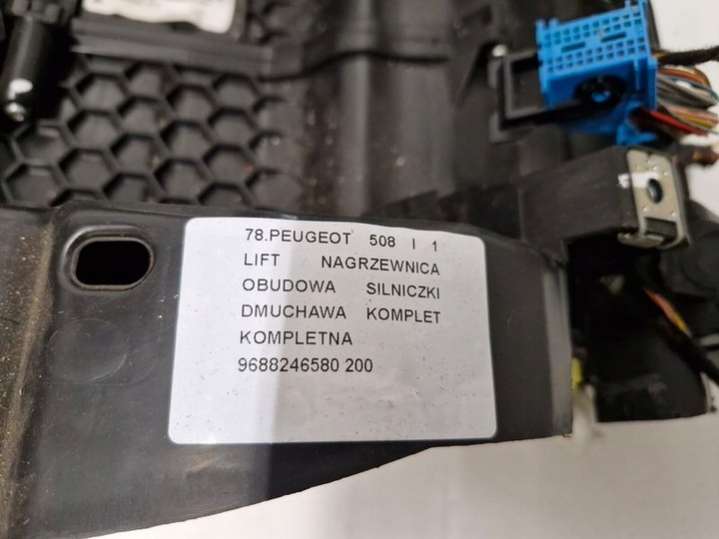 78.PEUGEOT 508 I 1
LIFT NAGRZEWNICA
OBUDOWA SILNICZKI
DMUCHAWA KOMPLET
KOMPLETNA
9688246580 200